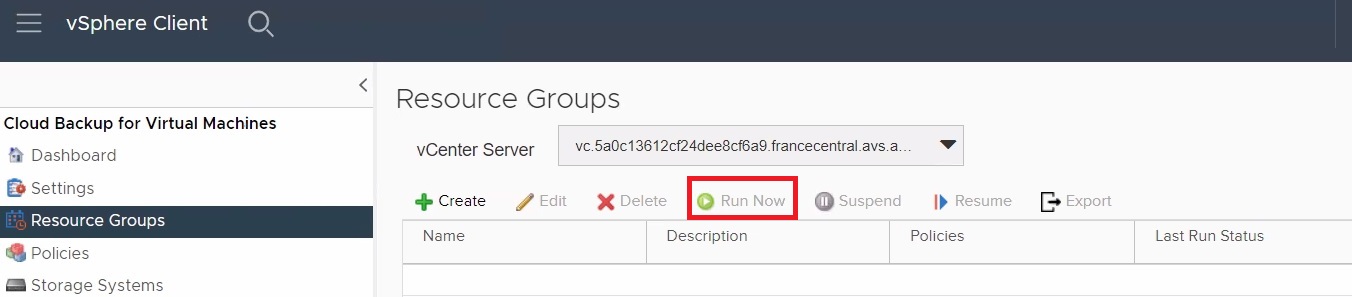 vSphere Client
Cloud Backup for Virtual Machines
Dashboard
Settings
Resource Groups
Policies
Storage Systems
Resource Groups
vCenter Server vc.5a0c13612cf24dee8cf6a9.francecentral.avs.a...
Create Edit Delete Run Now Suspend Resume Export
Name Description Policies Last Run Status